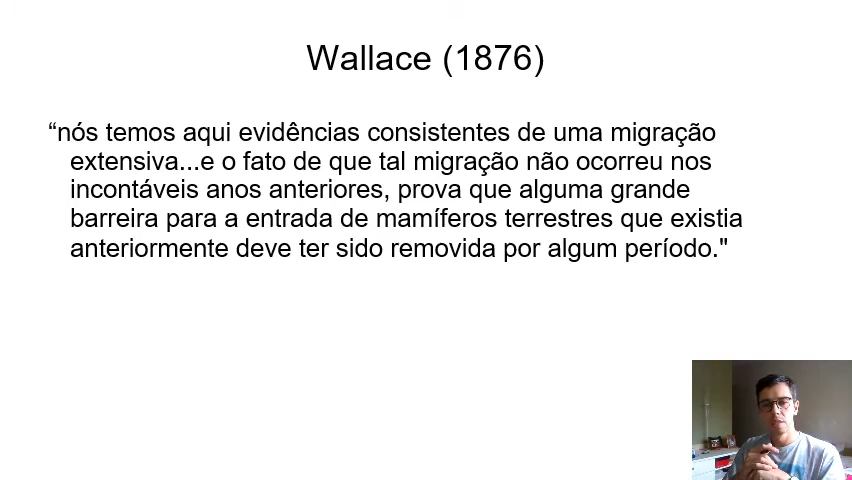 Wallace (1876)
“nós temos aqui evidências consistentes de uma migração
extensiva...e o fato de que tal migração não ocorreu nos
incontáveis anos anteriores, prova que alguma grande
barreira para a entrada de mamíferos terrestres que existia
anteriormente deve ter sido removida por algum período."